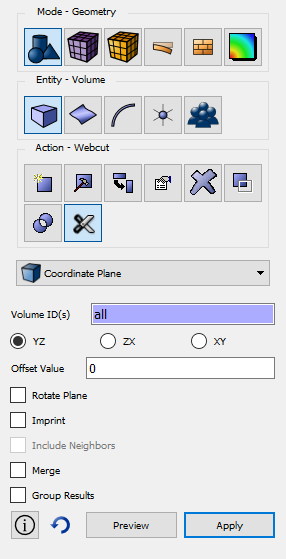 Mode - Geometry
Entity - Volume
Action - Webcut
Coordinate Plane
Volume ID(s) all
YZ ZX XY
Offset Value 0
Rotate Plane
Imprint
Include Neighbors
Merge
Group Results
Preview Apply